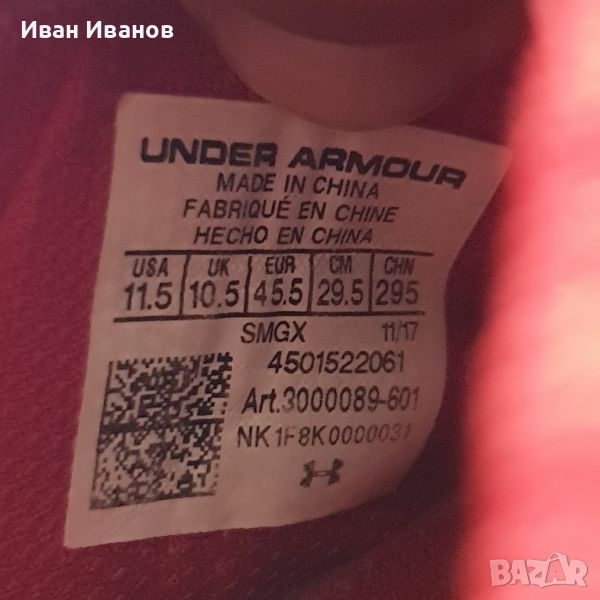 Иван Иванов
UNDER ARMOUR
MADE IN CHINA
FABRIQUÉ EN CHINE
HECHO EN CHINA
USA UK EUR CM CHN
11.5 10.5 45.5 29.5 295
SMGX 11/17
4501522061
Art.3000089-601
NK1F8K0000031
BAZAR